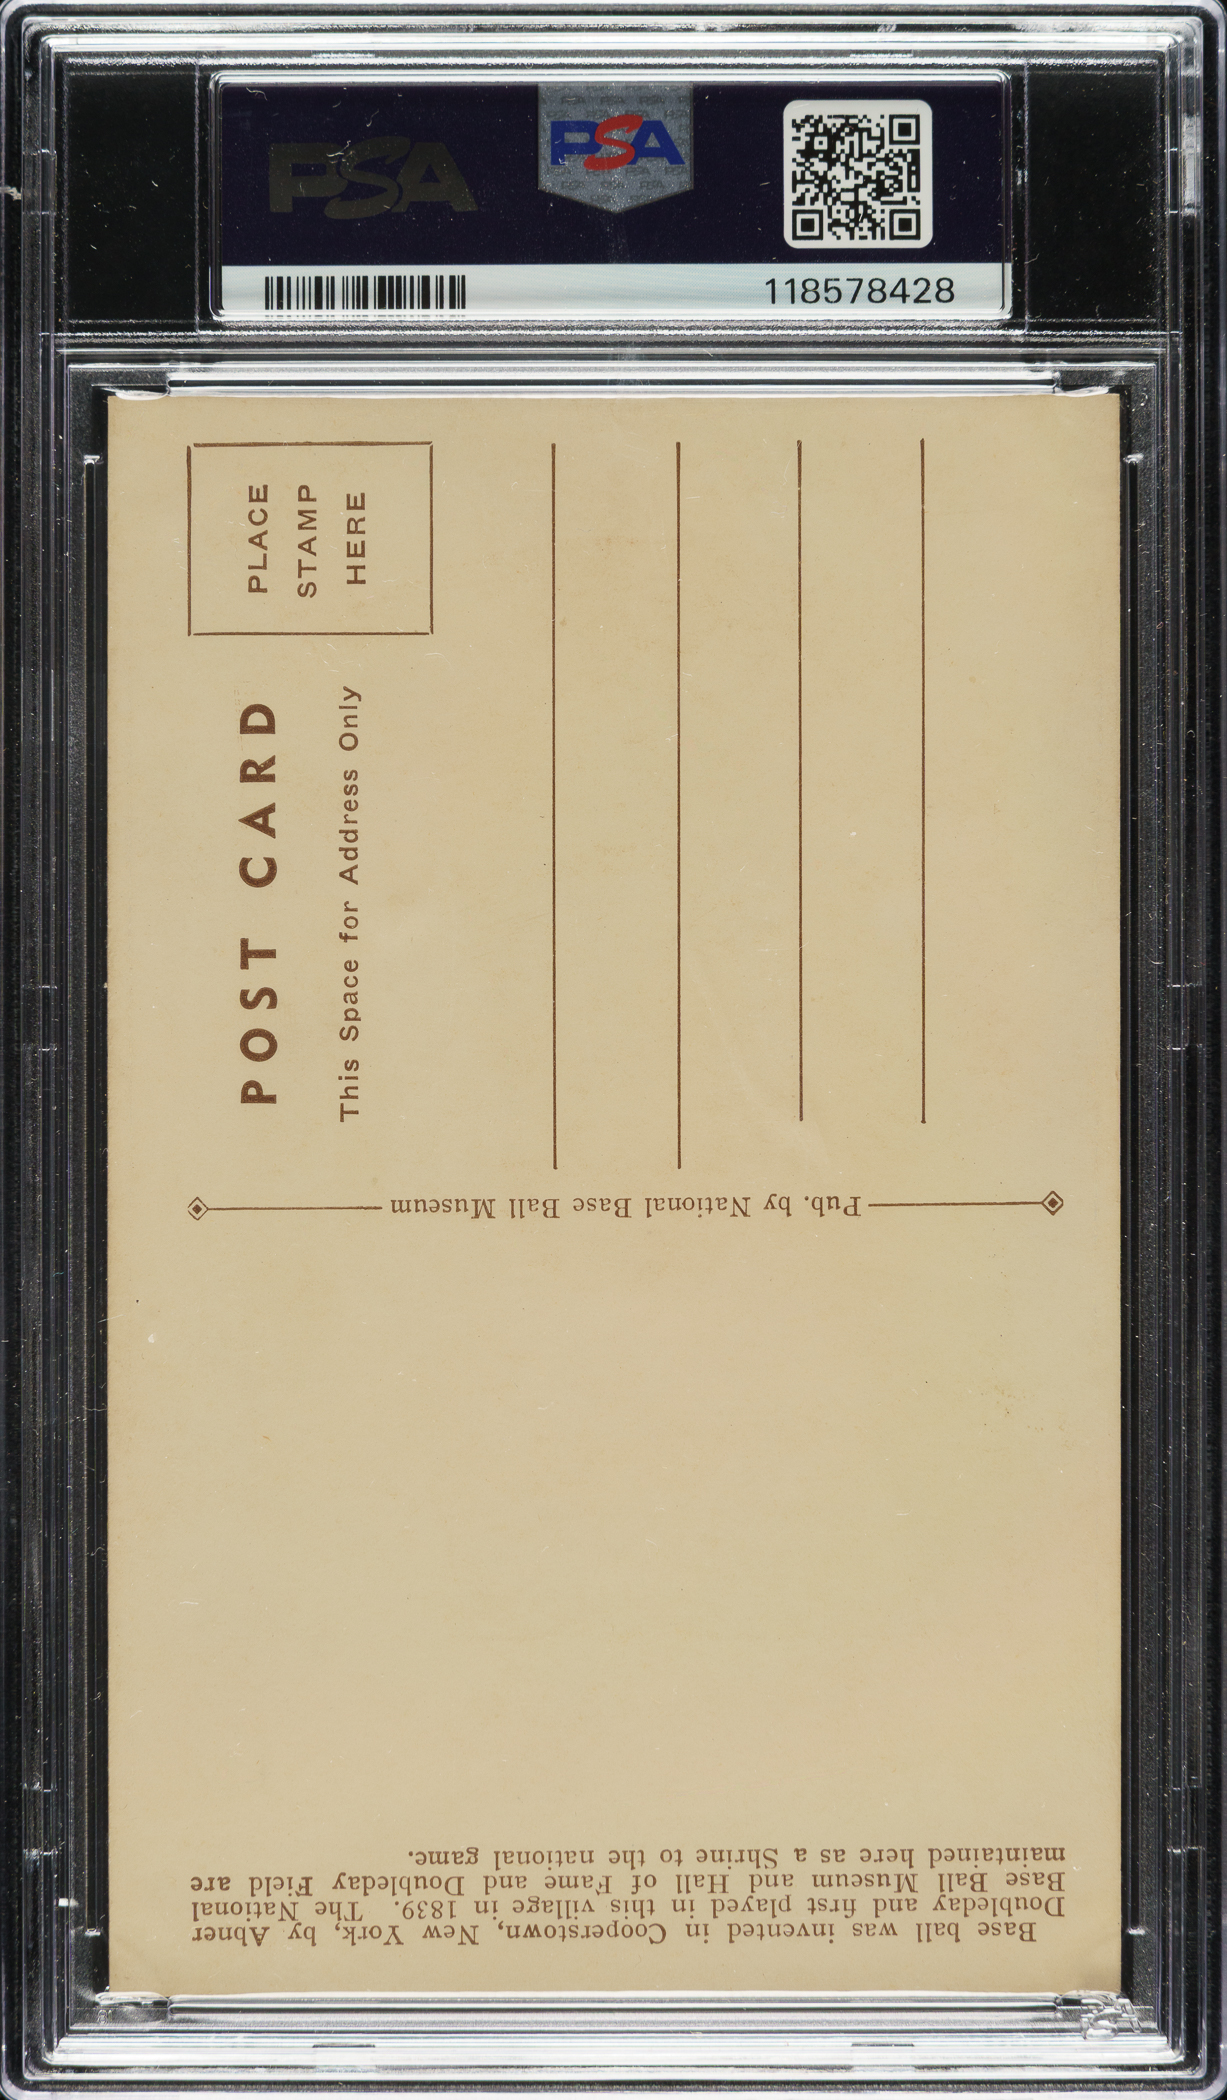 PSA
PSA
118578428
PLACE
STAMP
HERE
POST CARD
This Space for Address Only
Pub. by National Base Ball Museum
Base ball was invented in Cooperstown, New York, by Abner
Doubleday and first played in this village in 1839. The National
Base Ball Museum and Hall of Fame and Doubleday Field are
maintained here as a Shrine to the national game.
PSA